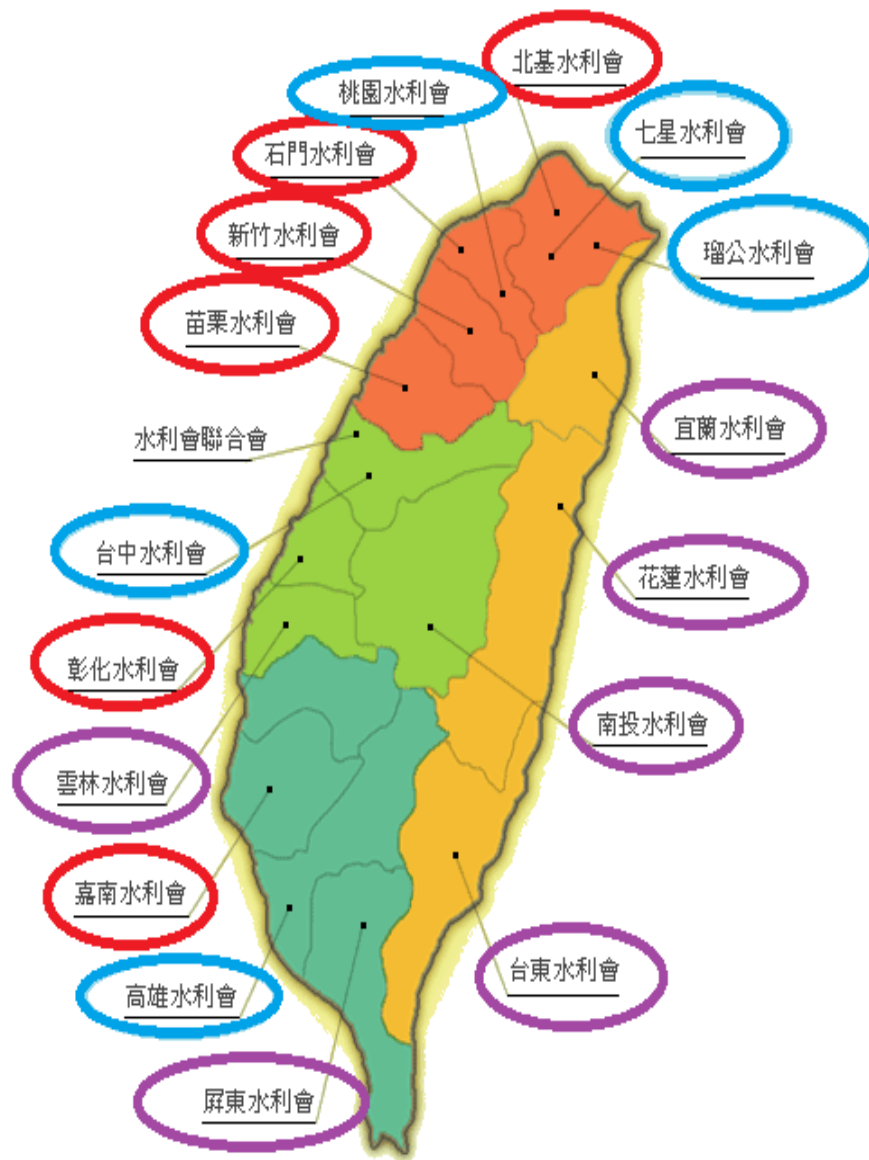 北基水利會
桃園水利會
七星水利會
石門水利會
新竹水利會
瑠公水利會
苗栗水利會
宜蘭水利會
水利會聯合會
台中水利會
花蓮水利會
彰化水利會
南投水利會
雲林水利會
嘉南水利會
台東水利會
高雄水利會
屏東水利會